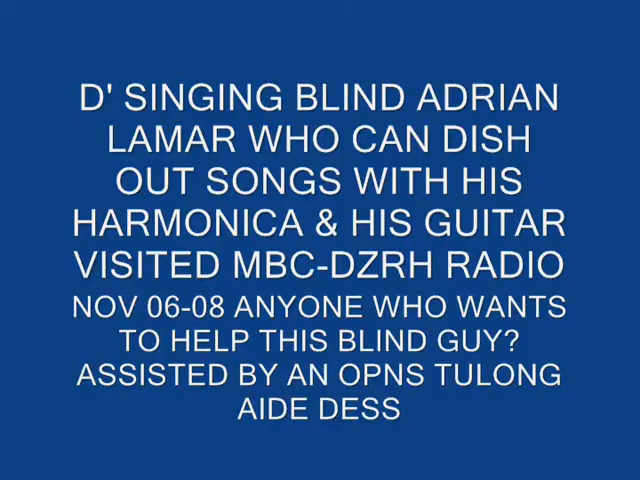 D' SINGING BLIND ADRIAN
LAMAR WHO CAN DISH
OUT SONGS WITH HIS
HARMONICA & HIS GUITAR
VISITED MBC-DZRH RADIO
NOV 06-08 ANYONE WHO WANTS
TO HELP THIS BLIND GUY?
ASSISTED BY AN OPNS TULONG
AIDE DESS